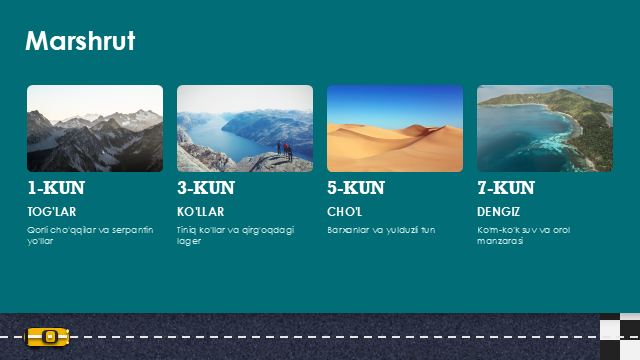 Marshrut
1-KUN
TOG'LAR
Qorli cho'qqilar va serpantin
yo'llar
3-KUN
KO'LLAR
Tiniq ko'llar va qirg'oqdagi
lager
5-KUN
CHO'L
Barxanlar va yulduzli tun
7-KUN
DENGIZ
Ko'm-ko'k suv va orol
manzarasi